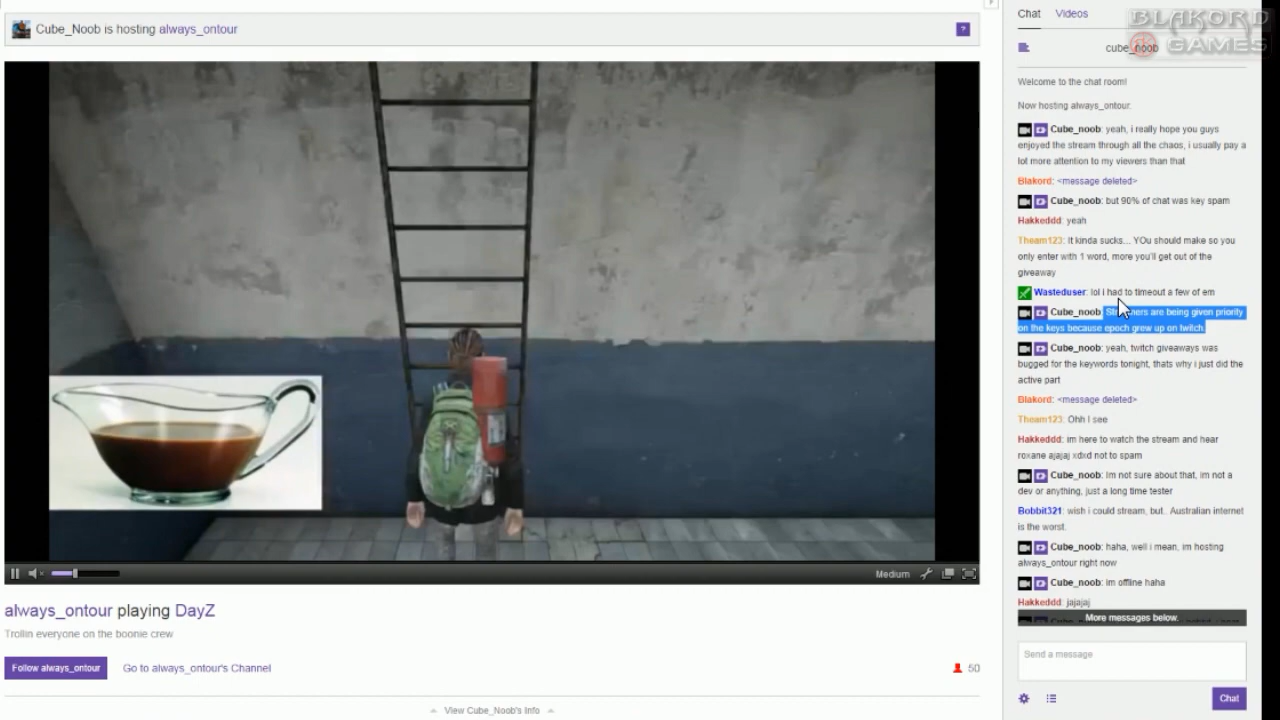 Cube_Noob is hosting always_ontour
?
Chat Videos
BLAKORD
GAMES
cube_noob
Welcome to the chat room!
Now hosting always_ontour.
Cube_noob: yeah, i really hope you guys
enjoyed the stream through all the chaos, i usually pay a
lot more attention to my viewers than that
Blakord: <message deleted>
Cube_noob: but 90% of chat was key spam
Hakkeddd: yeah
Theam123: It kinda sucks... YOu should make so you
only enter with 1 word, more you'll get out of the
giveaway
Wasteduser: lol i had to timeout a few of em
Cube_noob: Streamers are being given priority
on the keys because epoch grew up on twitch.
Cube_noob: yeah, twitch giveaways was
bugged for the keywords tonight, thats why i just did the
active part
Blakord: <message deleted>
Theam123: Ohh I see
Hakkeddd: im here to watch the stream and hear
roxane ajajaj xdxd not to spam
Cube_noob: Im not sure about that, im not a
dev or anything, just a long time tester
Bobbit321: wish i could stream, but.. Australian internet
is the worst.
Cube_noob: haha, well i mean, im hosting
always_ontour right now
Cube_noob: im offline haha
Hakkeddd: jajajaj
More messages below.
Send a message
Chat
Medium
always_ontour playing DayZ
Trollin everyone on the boonie crew
Follow always_ontour Go to always_ontour's Channel
50
View Cube_Noob's Info